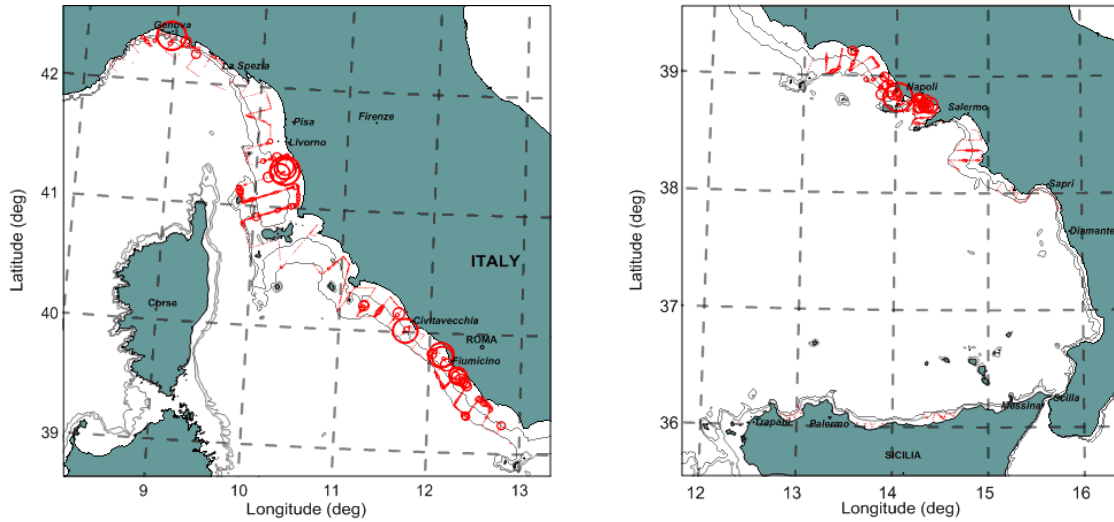 Genova
La Spezia
42
Pisa
Firenze
Livorno
41
Latitude (deg)
ITALY
Corse
40
Civitavecchia
ROMA
Fiumicino
39
9 10 11 12 13
Longitude (deg)
39
Napoli
Salermo
38
Sapri
Diamante
Latitude (deg)
37
Messina
Scilia
36
Trapani
Palermo
SICILIA
12 13 14 15 16
Longitude (deg)